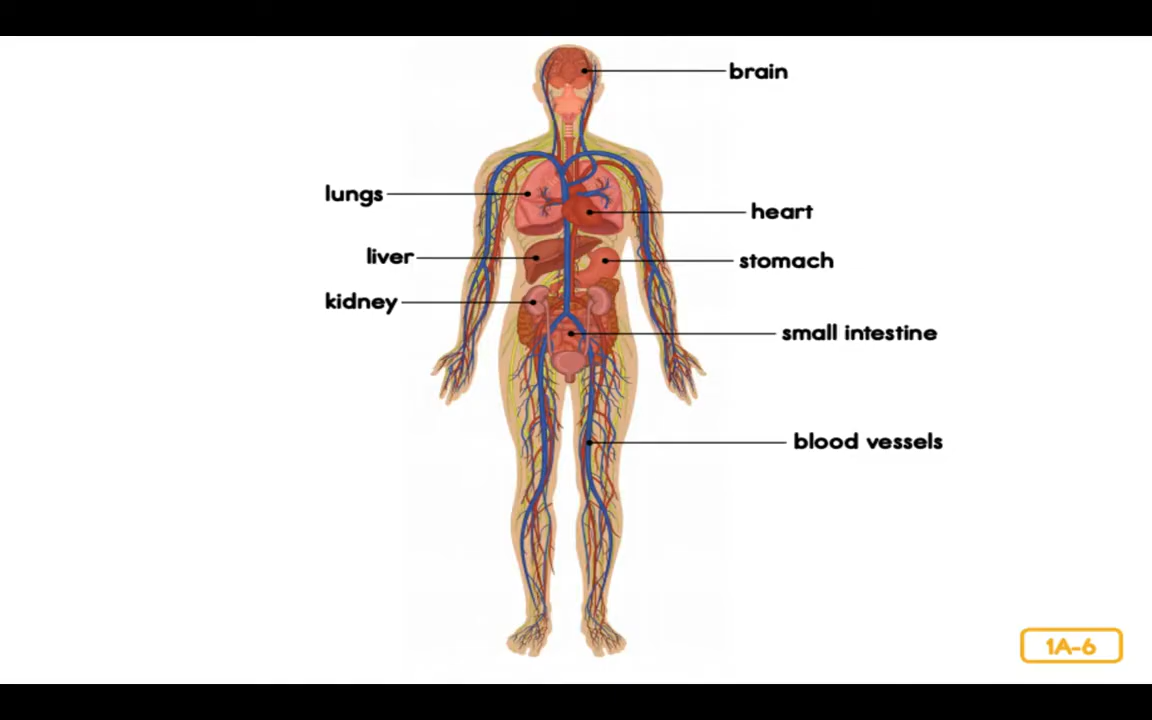 brain
lungs
heart
liver
stomach
kidney
small intestine
blood vessels
1A-6